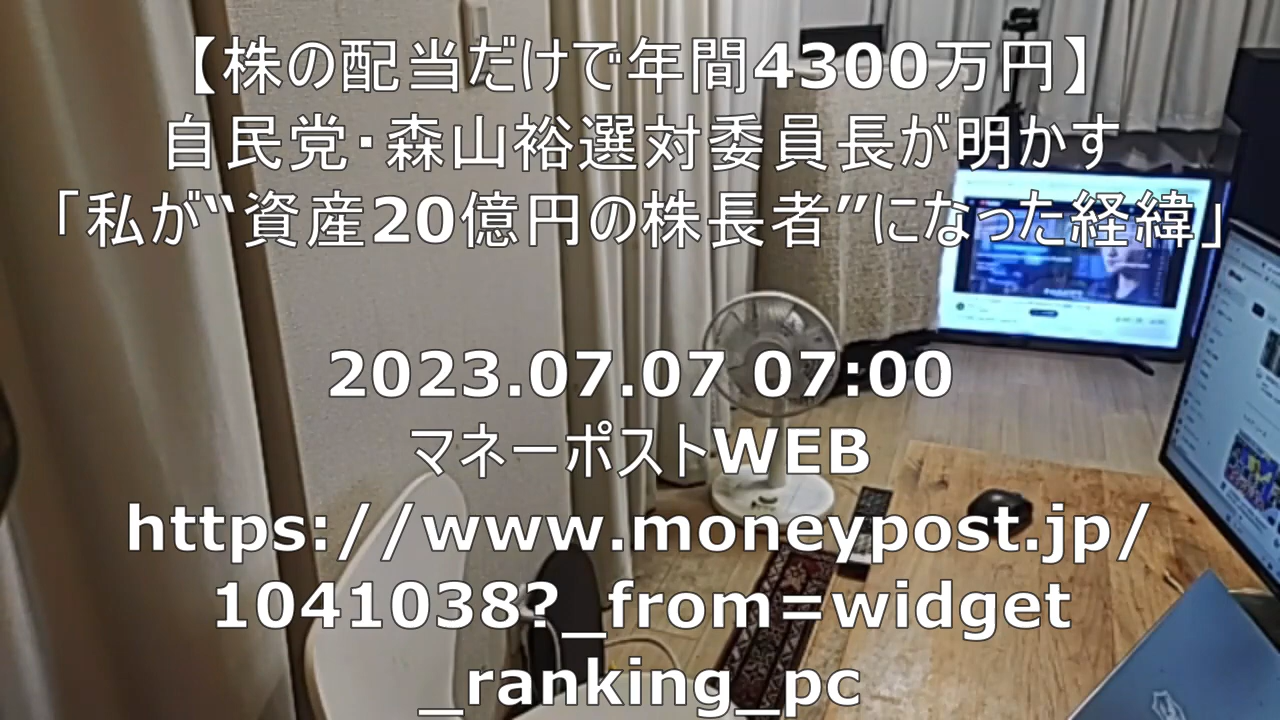 【株の配当だけで年間4300万円】
自民党・森山裕選対委員長が明かす
「私が“資産20億円の株長者”になった経緯」
2023.07.07 07:00
マネーポストWEB
https://www.moneypost.jp/
1041038?_from=widget
_ranking_pc